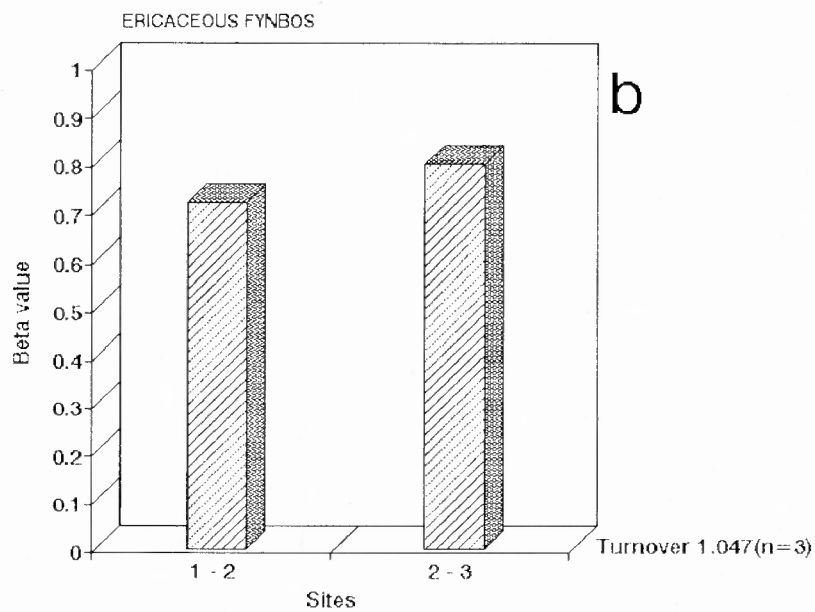 ERICACEOUS FYNBOS
b
1
0.9
0.8
0.7
0.6
0.5
0.4
0.3
0.2
0.1
0
Beta value
1 - 2
2 - 3
Turnover 1.047(n=3)
Sites